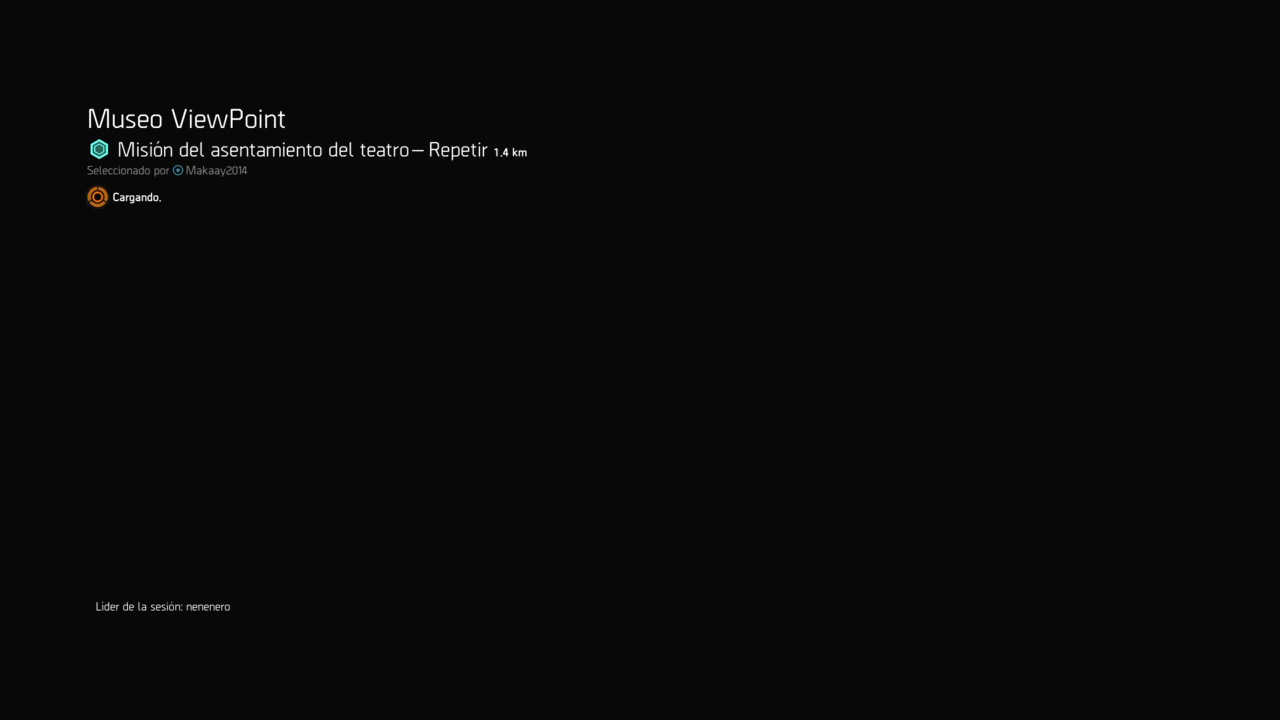 Museo ViewPoint
Misión del asentamiento del teatro — Repetir 1.4 km
Seleccionado por Makaay2014
Cargando.
Líder de la sesión: nenenero